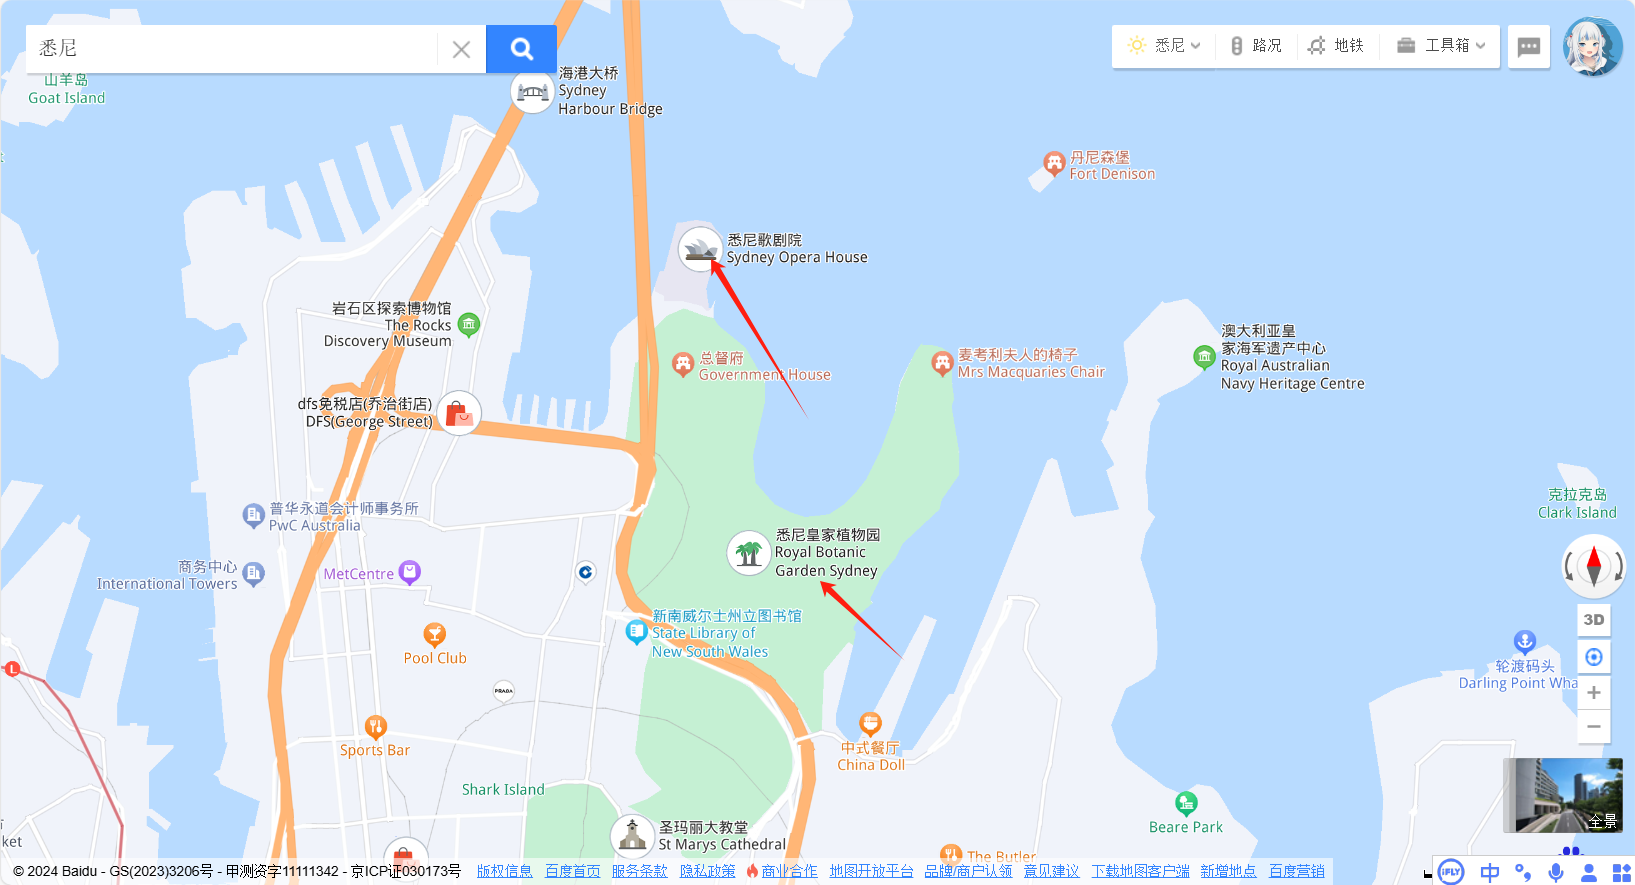 悉尼
悉尼
路况
地铁
工具箱
山羊岛
Goat Island
海港大桥
Sydney
Harbour Bridge
丹尼森堡
Fort Denison
悉尼歌剧院
Sydney Opera House
岩石区探索博物馆
The Rocks
Discovery Museum
总督府
Government House
麦考利夫人的椅子
Mrs Macquaries Chair
澳大利亚皇
家海军遗产中心
Royal Australian
Navy Heritage Centre
dfs免税店(乔治街店)
DFS(George Street)
普华永道会计师事务所
PwC Australia
克拉克岛
Clark Island
商务中心
International Towers
MetCentre
悉尼皇家植物园
Royal Botanic
Garden Sydney
3D
新南威尔士州立图书馆
State Library of
New South Wales
Pool Club
L
轮渡码头
Darling Point Wha
PRADA
Sports Bar
中式餐厅
China Doll
Shark Island
圣玛丽大教堂
St Marys Cathedral
Beare Park
全景
ket
The Butler
© 2024 Baidu - GS(2023)3206号 - 甲测资字11111342 - 京ICP证030173号 版权信息 百度首页 服务条款 隐私政策 商业合作 地图开放平台 品牌/商户认领 意见建议 下载地图客户端 新增地点 百度营销
iFLY 中